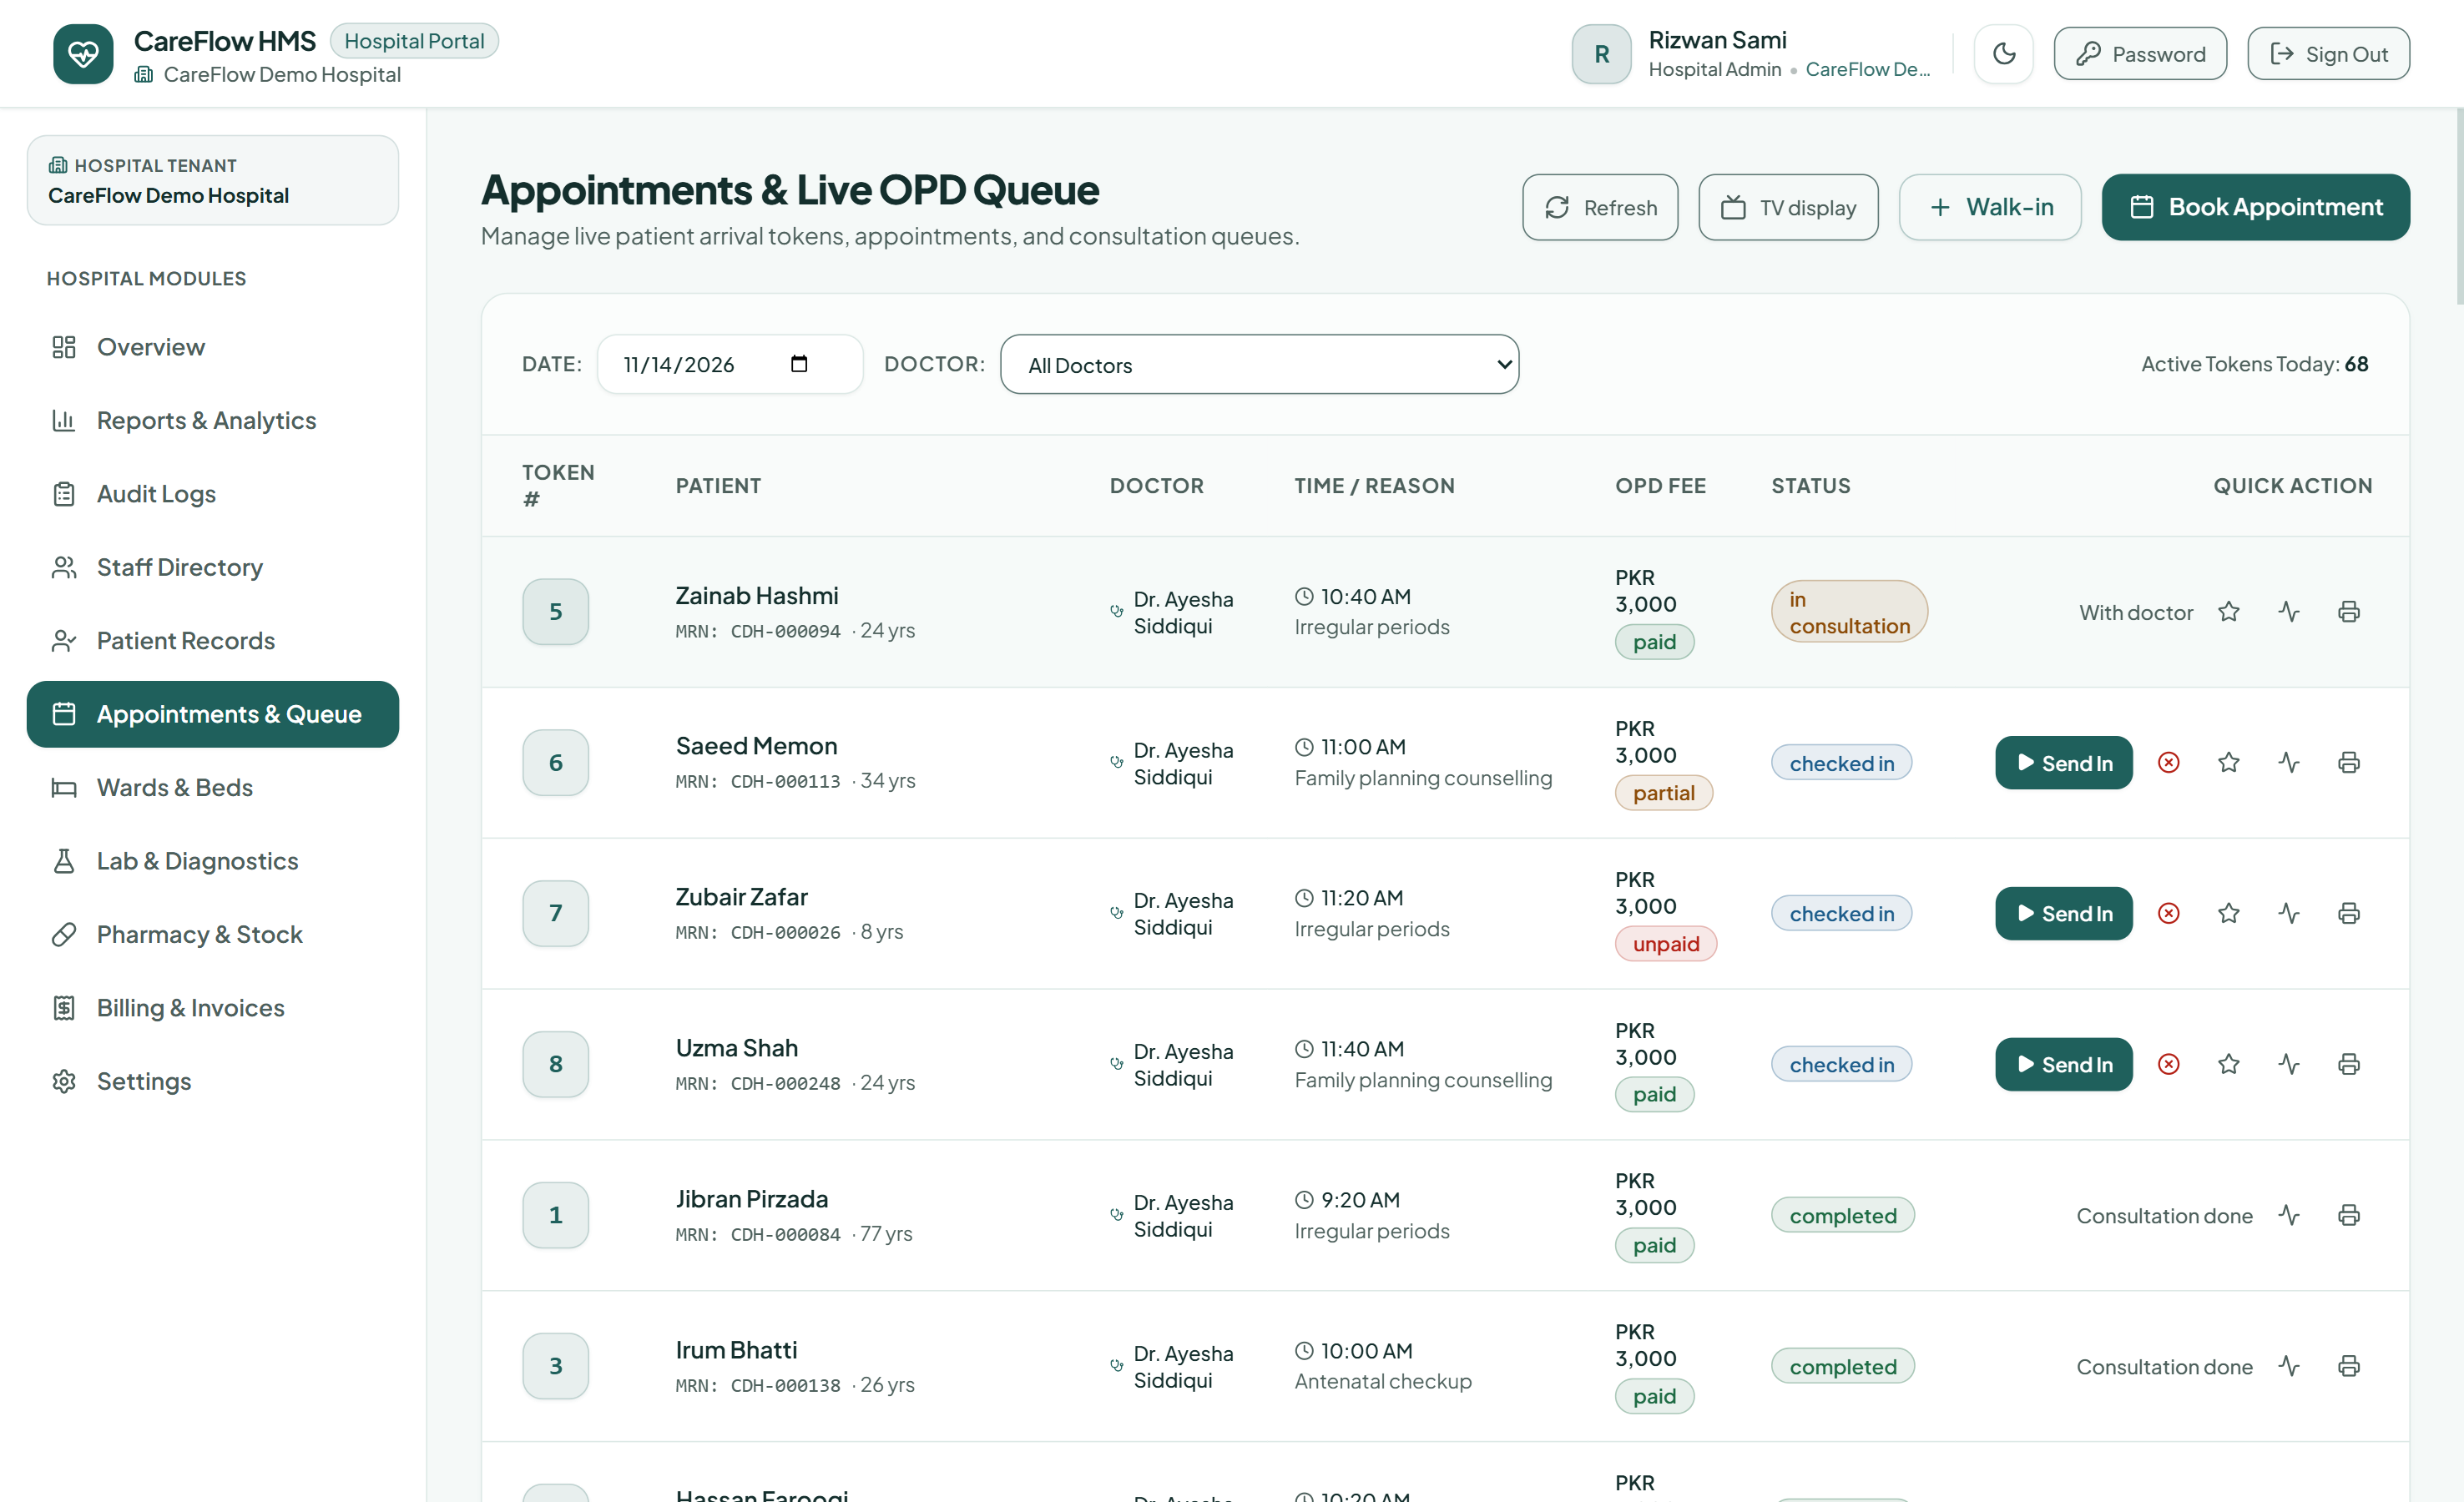 CareFlow HMS
Hospital Portal
CareFlow Demo Hospital
R
Rizwan Sami
Hospital Admin • CareFlow De...
Password
Sign Out
HOSPITAL TENANT
CareFlow Demo Hospital
HOSPITAL MODULES
Overview
Reports & Analytics
Audit Logs
Staff Directory
Patient Records
Appointments & Queue
Wards & Beds
Lab & Diagnostics
Pharmacy & Stock
Billing & Invoices
Settings
Appointments & Live OPD Queue
Manage live patient arrival tokens, appointments, and consultation queues.
Refresh
TV display
Walk-in
Book Appointment
DATE:
11/14/2026
DOCTOR:
All Doctors
Active Tokens Today: 68
TOKEN
#
PATIENT
DOCTOR
TIME / REASON
OPD FEE
STATUS
QUICK ACTION
5
Zainab Hashmi
MRN: CDH-000094 · 24 yrs
Dr. Ayesha
Siddiqui
10:40 AM
Irregular periods
PKR
3,000
paid
in
consultation
With doctor
6
Saeed Memon
MRN: CDH-000113 · 34 yrs
Dr. Ayesha
Siddiqui
11:00 AM
Family planning counselling
PKR
3,000
partial
checked in
Send In
7
Zubair Zafar
MRN: CDH-000026 · 8 yrs
Dr. Ayesha
Siddiqui
11:20 AM
Irregular periods
PKR
3,000
unpaid
checked in
Send In
8
Uzma Shah
MRN: CDH-000248 · 24 yrs
Dr. Ayesha
Siddiqui
11:40 AM
Family planning counselling
PKR
3,000
paid
checked in
Send In
1
Jibran Pirzada
MRN: CDH-000084 · 77 yrs
Dr. Ayesha
Siddiqui
9:20 AM
Irregular periods
PKR
3,000
paid
completed
Consultation done
3
Irum Bhatti
MRN: CDH-000138 · 26 yrs
Dr. Ayesha
Siddiqui
10:00 AM
Antenatal checkup
PKR
3,000
paid
completed
Consultation done
Hassan Farooqi
Dr. Ayesha
10:20 AM
PKR